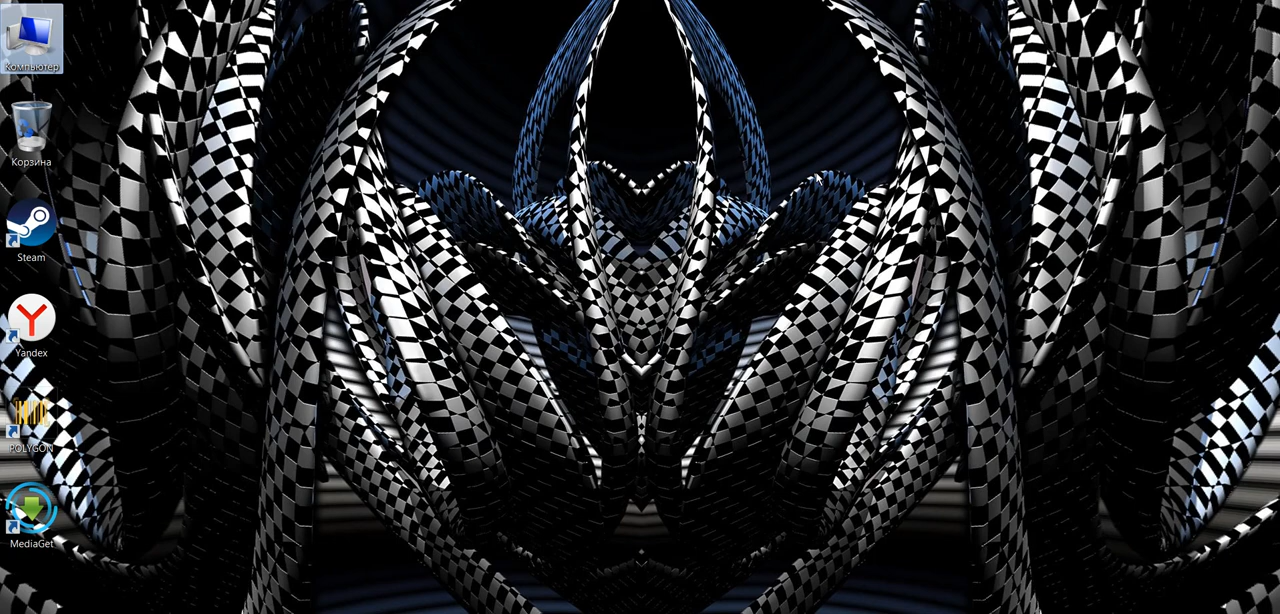 Компьютер
Корзина
Steam
Yandex
POLYGON
MediaGet